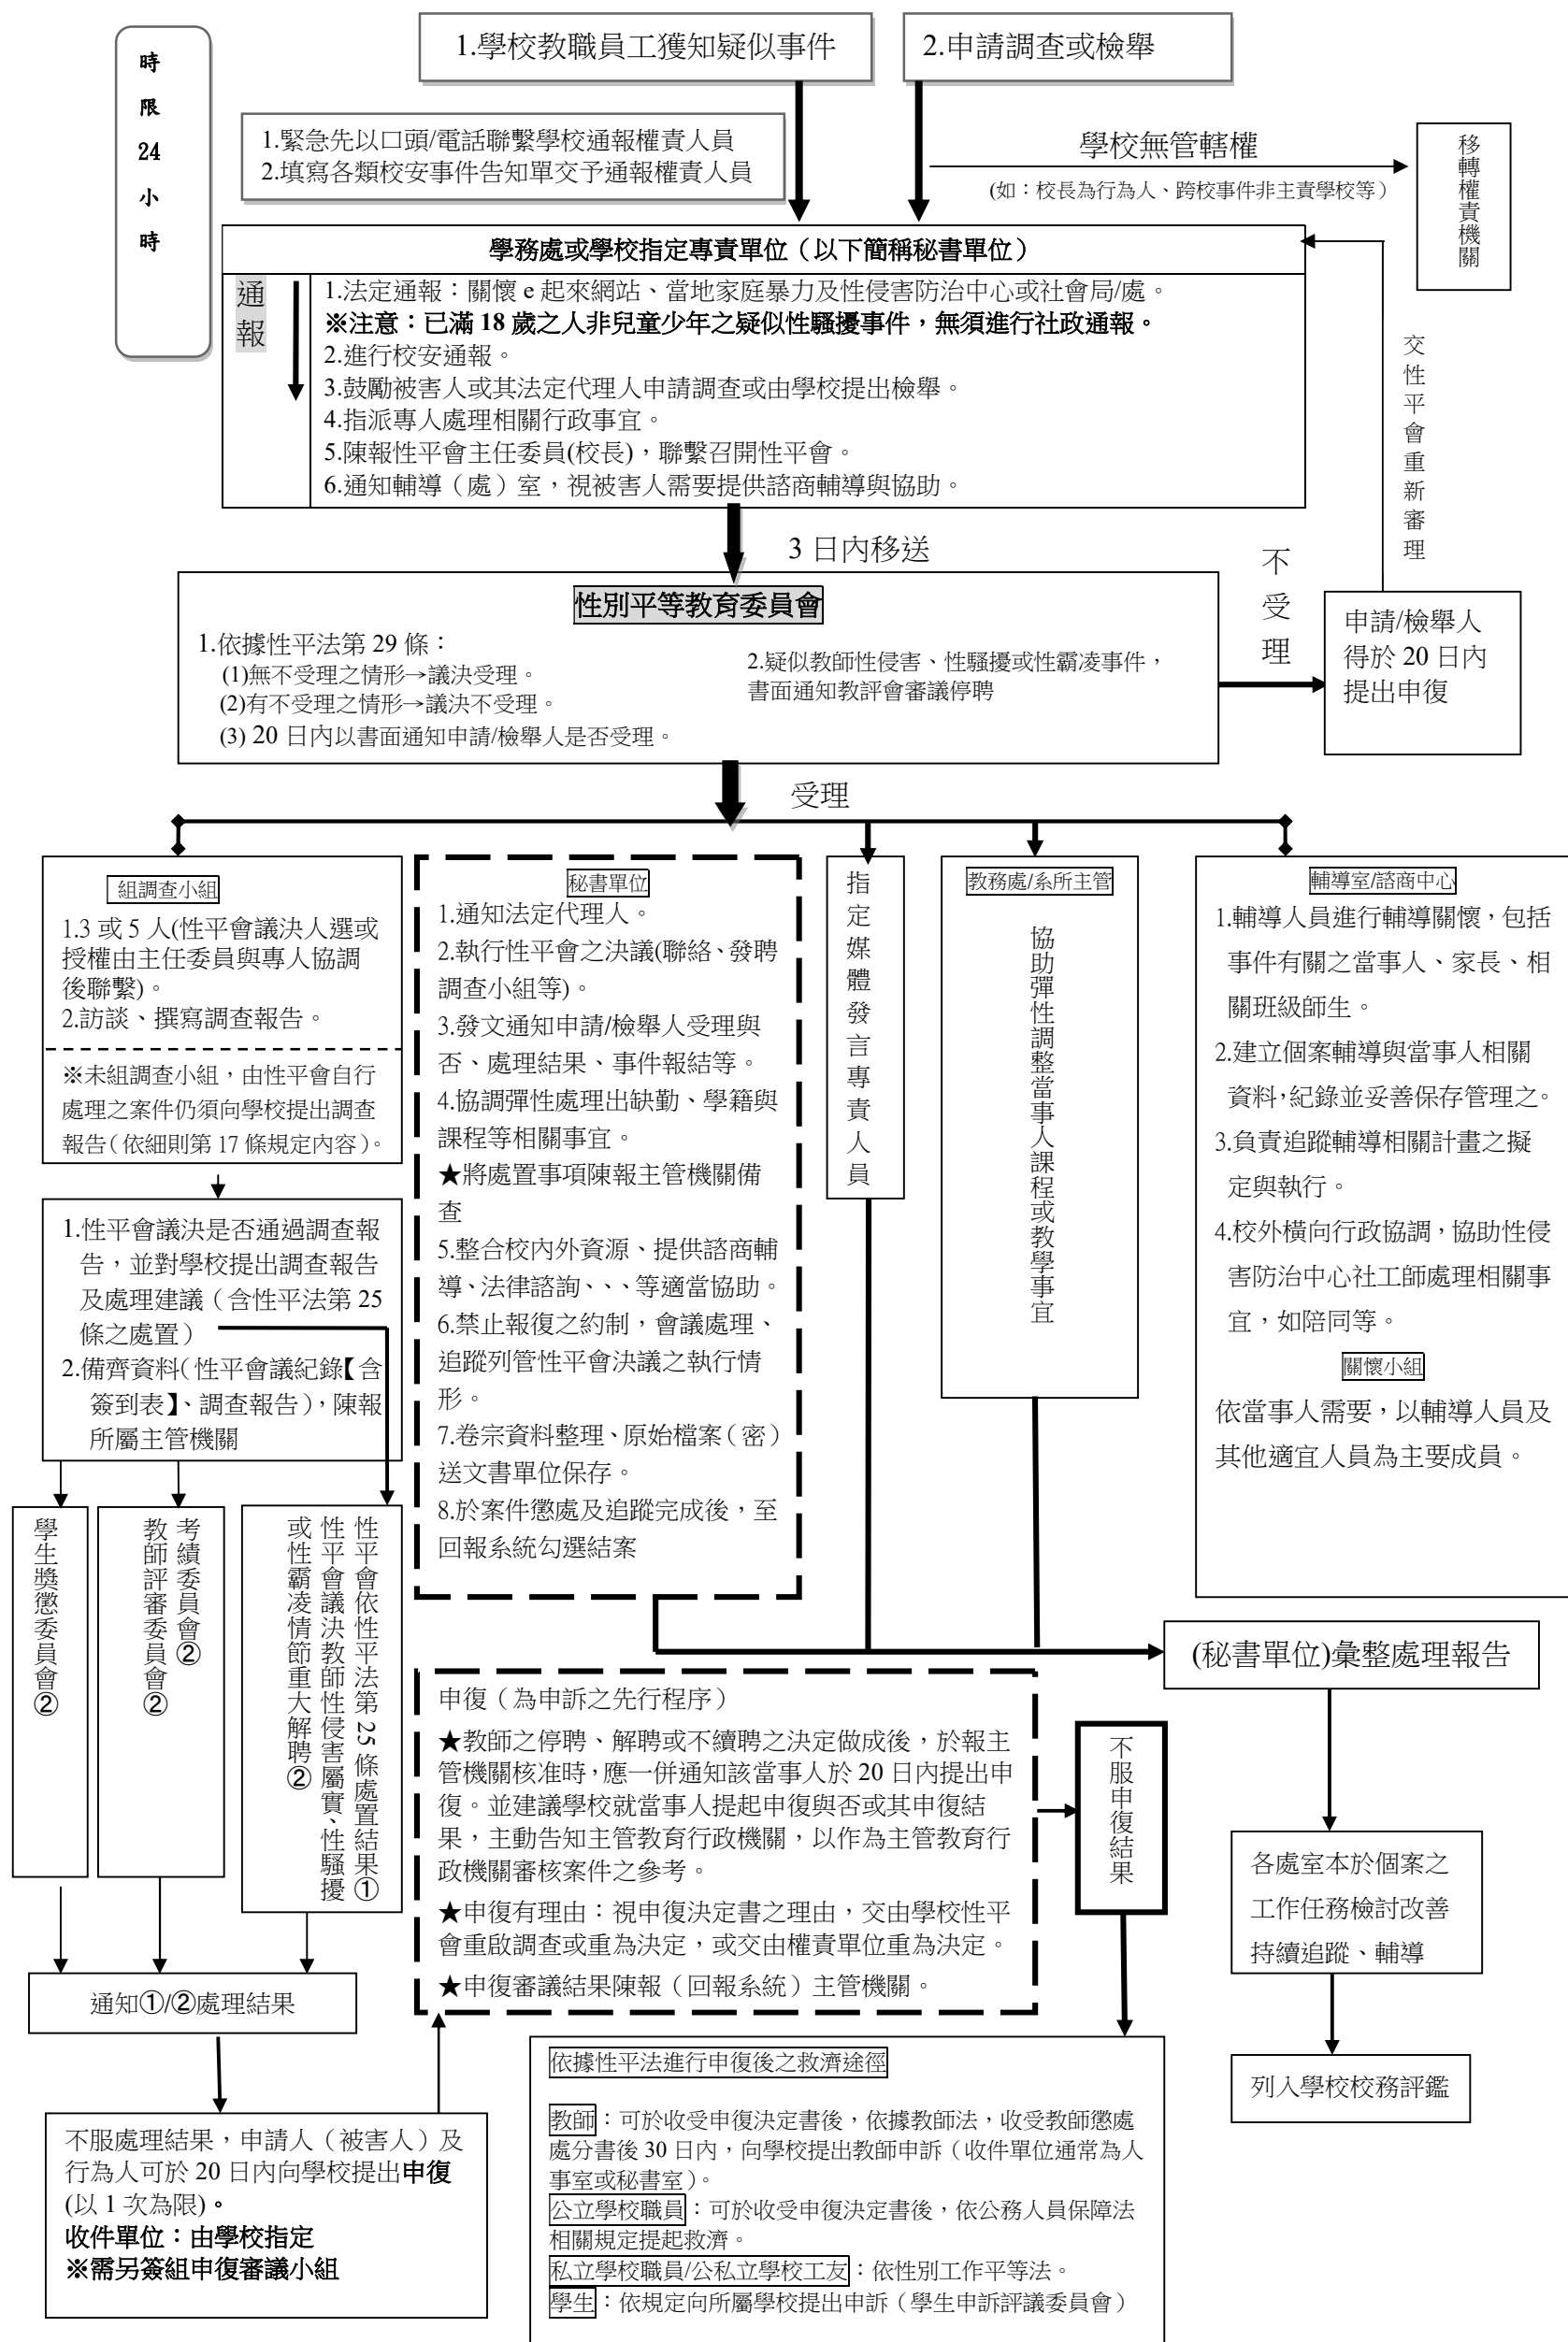 時
限
24
小
時
1.學校教職員工獲知疑似事件
2.申請調查或檢舉
1.緊急先以口頭/電話聯繫學校通報權責人員
2.填寫各類校安事件告知單交予通報權責人員
學校無管轄權
(如：校長為行為人、跨校事件非主責學校等)
移轉權責機關
學務處或學校指定專責單位（以下簡稱秘書單位）
通報
1.法定通報：關懷 e 起來網站、當地家庭暴力及性侵害防治中心或社會局/處。
※注意：已滿 18 歲之人非兒童少年之疑似性騷擾事件，無須進行社政通報。
2.進行校安通報。
3.鼓勵被害人或其法定代理人申請調查或由學校提出檢舉。
4.指派專人處理相關行政事宜。
5.陳報性平會主任委員(校長)，聯繫召開性平會。
6.通知輔導（處）室，視被害人需要提供諮商輔導與協助。
交性平會重新審理
3 日內移送
性別平等教育委員會
1.依據性平法第 29 條：
(1)無不受理之情形→議決受理。
(2)有不受理之情形→議決不受理。
(3) 20 日內以書面通知申請/檢舉人是否受理。
2.疑似教師性侵害、性騷擾或性霸凌事件，
書面通知教評會審議停聘
不受理
申請/檢舉人
得於 20 日內
提出申復
受理
組調查小組
1.3 或 5 人(性平會議決人選或
授權由主任委員與專人協調
後聯繫)。
2.訪談、撰寫調查報告。
※未組調查小組，由性平會自行
處理之案件仍須向學校提出調查
報告（依細則第 17 條規定內容）。
1.性平會議決是否通過調查報
告，並對學校提出調查報告
及處理建議（含性平法第 25
條之處置）
2.備齊資料（性平會議紀錄【含
簽到表】、調查報告），陳報
所屬主管機關
秘書單位
1.通知法定代理人。
2.執行性平會之決議(聯絡、發聘
調查小組等)。
3.發文通知申請/檢舉人受理與
否、處理結果、事件報結等。
4.協調彈性處理出缺勤、學籍與
課程等相關事宜。
★將處置事項陳報主管機關備
查
5.整合校內外資源、提供諮商輔
導、法律諮詢、、、等適當協助。
6.禁止報復之約制，會議處理、
追蹤列管性平會決議之執行情
形。
7.卷宗資料整理、原始檔案（密）
送文書單位保存。
8.於案件懲處及追蹤完成後，至
回報系統勾選結案
指定媒體發言專責人員
教務處/系所主管
協助彈性調整當事人課程或教學事宜
輔導室/諮商中心
1.輔導人員進行輔導關懷，包括
事件有關之當事人、家長、相
關班級師生。
2.建立個案輔導與當事人相關
資料，紀錄並妥善保存管理之。
3.負責追蹤輔導相關計畫之擬
定與執行。
4.校外橫向行政協調，協助性侵
害防治中心社工師處理相關事
宜，如陪同等。
關懷小組
依當事人需要，以輔導人員及
其他適宜人員為主要成員。
學生獎懲委員會②
考績委員會②
教師評審委員會②
性平會依性平法第 25 條處置結果①
性平會議決教師性侵害屬實、性騷擾
或性霸凌情節重大解聘②
(秘書單位)彙整處理報告
申復（為申訴之先行程序）
★教師之停聘、解聘或不續聘之決定做成後，於報主
管機關核准時，應一併通知該當事人於 20 日內提出申
復。並建議學校就當事人提起申復與否或其申復結
果，主動告知主管教育行政機關，以作為主管教育行
政機關審核案件之參考。
★申復有理由：視申復決定書之理由，交由學校性平
會重啟調查或重為決定，或交由權責單位重為決定。
★申復審議結果陳報（回報系統）主管機關。
不服申復結果
各處室本於個案之
工作任務檢討改善
持續追蹤、輔導
列入學校校務評鑑
通知①/②處理結果
不服處理結果，申請人（被害人）及
行為人可於 20 日內向學校提出申復
(以 1 次為限)。
收件單位：由學校指定
※需另簽組申復審議小組
依據性平法進行申復後之救濟途徑
教師：可於收受申復決定書後，依據教師法，收受教師懲處
處分書後 30 日內，向學校提出教師申訴（收件單位通常為人
事室或秘書室）。
公立學校職員：可於收受申復決定書後，依公務人員保障法
相關規定提起救濟。
私立學校職員/公私立學校工友：依性別工作平等法。
學生：依規定向所屬學校提出申訴（學生申訴評議委員會）